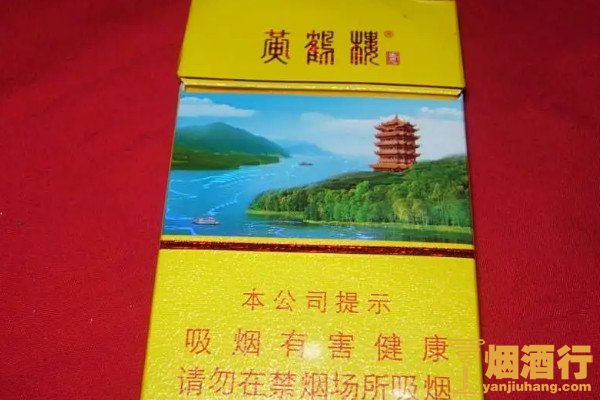 黄鹤楼
本公司提示
吸烟有害健康
请勿在禁烟场所吸烟
烟酒行
yanjiuhang.com